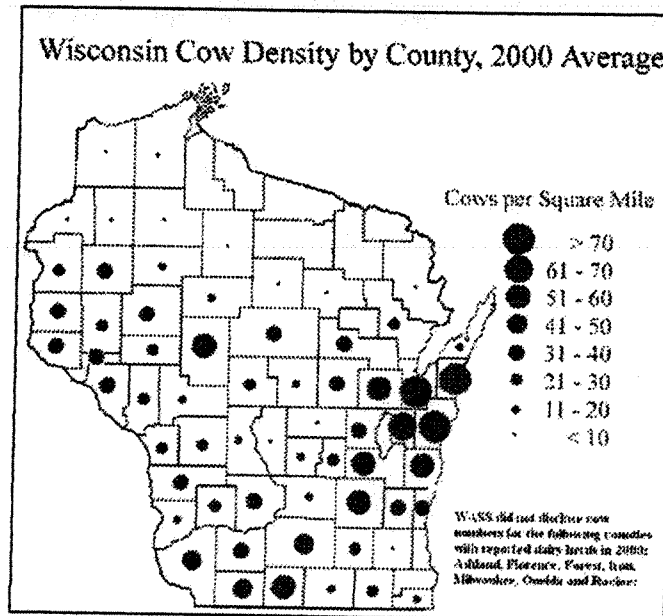 Wisconsin Cow Density by County, 2000 Average
Cows per Square Mile
> 70
61 - 70
51 - 60
41 - 50
31 - 40
21 - 30
11 - 20
< 10
WASS did not disclose cow
numbers for the following counties
with reported dairy herds in 2000:
Ashland, Florence, Forest, Iron,
Milwaukee, Oneida and Racine: